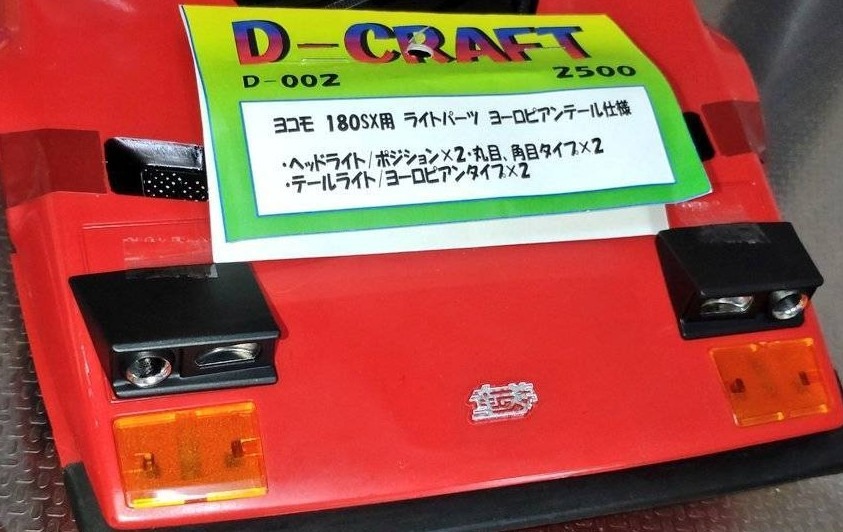 D-CRAFT
D-002 2500
ヨコモ 180SX用 ライトパーツ ヨーロピアンテール仕様
・ヘッドライト/ポジション×2・丸目、角目タイプ×2
・テールライト/ヨーロピアンタイプ×2